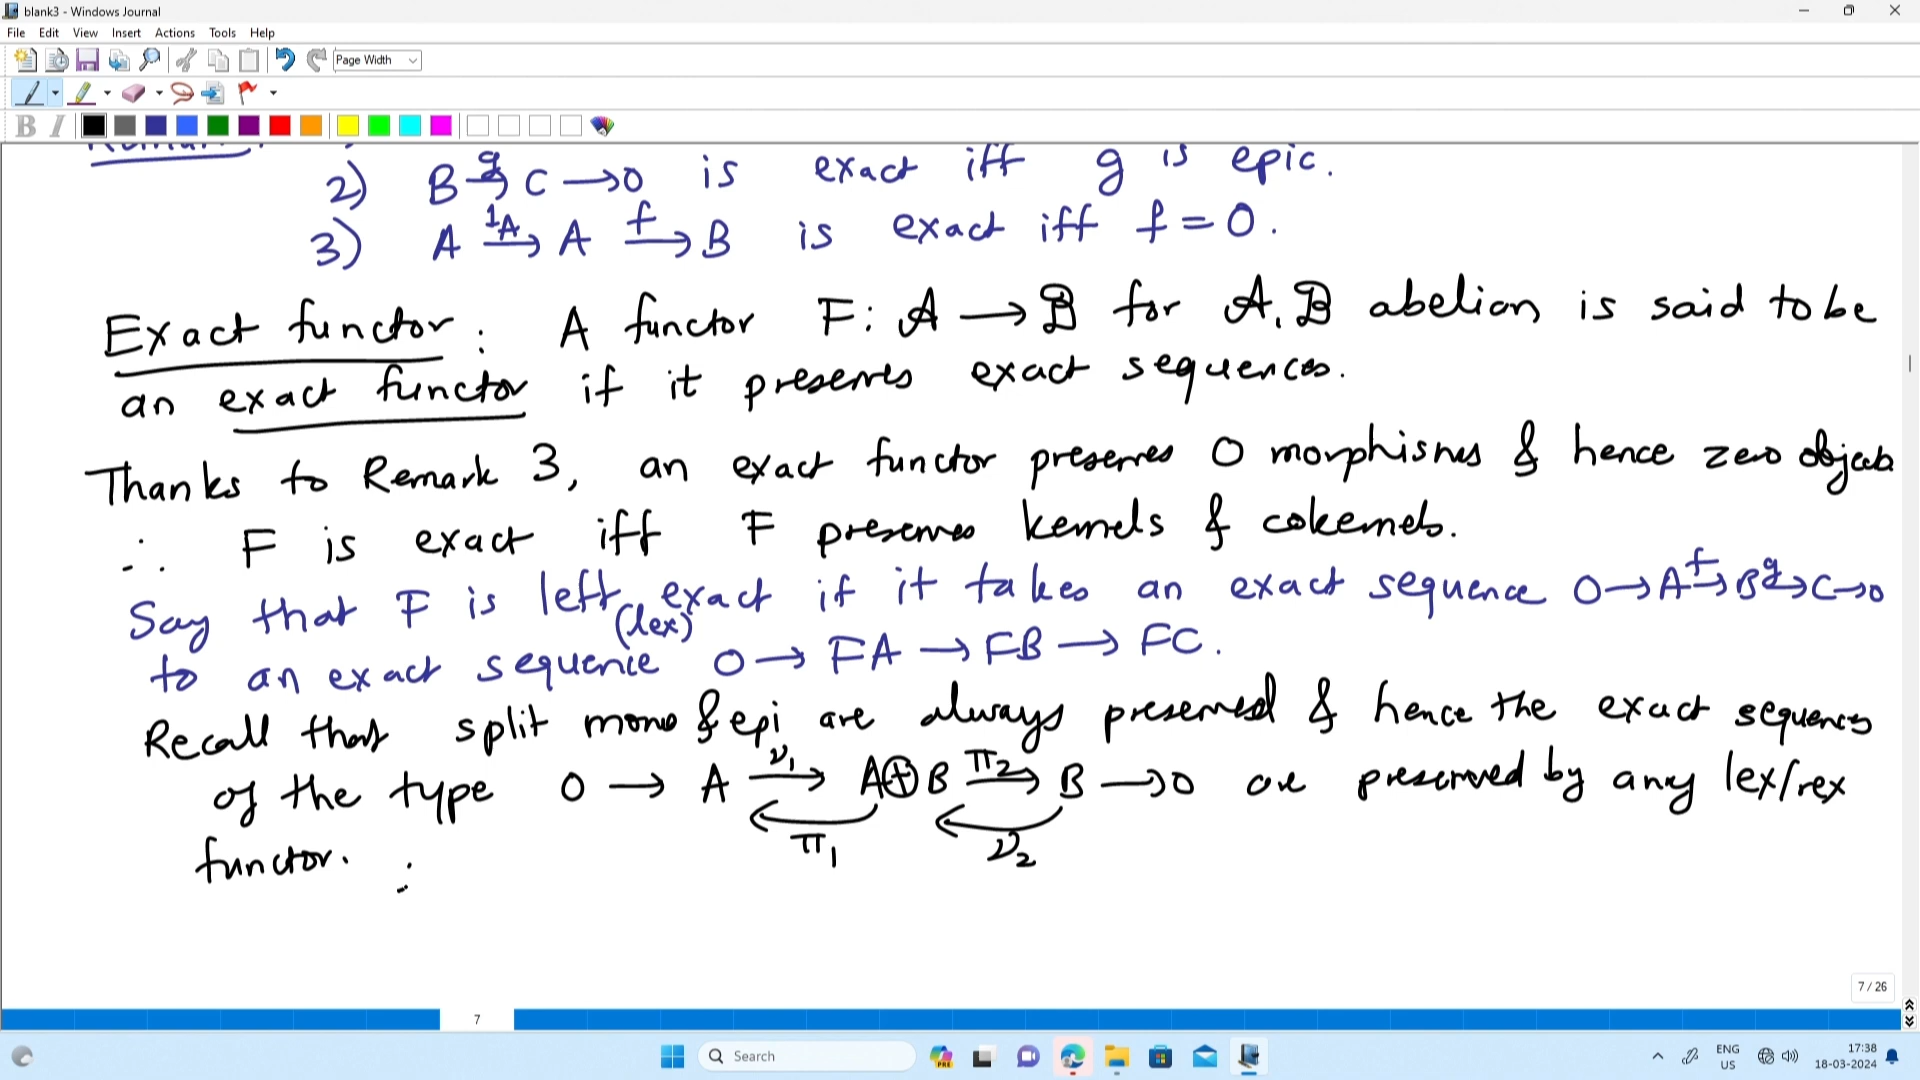 blank3 - Windows Journal
File Edit View Insert Actions Tools Help
Page Width
B I
2) B g→ C → 0 is exact iff g is epic.
3) A 1A→ A f→ B is exact iff f = 0.
Exact functor: A functor F: A → B for A, B abelian is said to be
an exact functor if it preserves exact sequences.
Thanks to Remark 3, an exact functor preserves 0 morphisms & hence zero objects
∴ F is exact iff F preserves kernels & cokernels.
Say that F is left exact if it takes an exact sequence 0 → A f→ B g→ C → 0
(lex)
to an exact sequence 0 → FA → FB → FC.
Recall that split mono & epi are always preserved & hence the exact sequences
of the type 0 → A ν₁→ A⊕B π₂→ B → 0 are preserved by any lex/rex
π₁ ν₂
functor. :
7 / 26
7
Search
PRE
ENG
US
17:38
18-03-2024